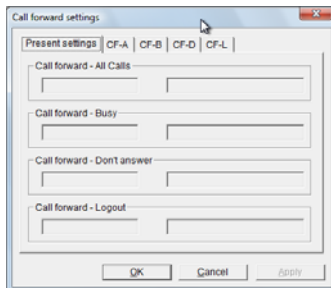 Call forward settings
Present settings CF-A CF-B CF-D CF-L
Call forward - All Calls
Call forward - Busy
Call forward - Don't answer
Call forward - Logout
OK Cancel Apply